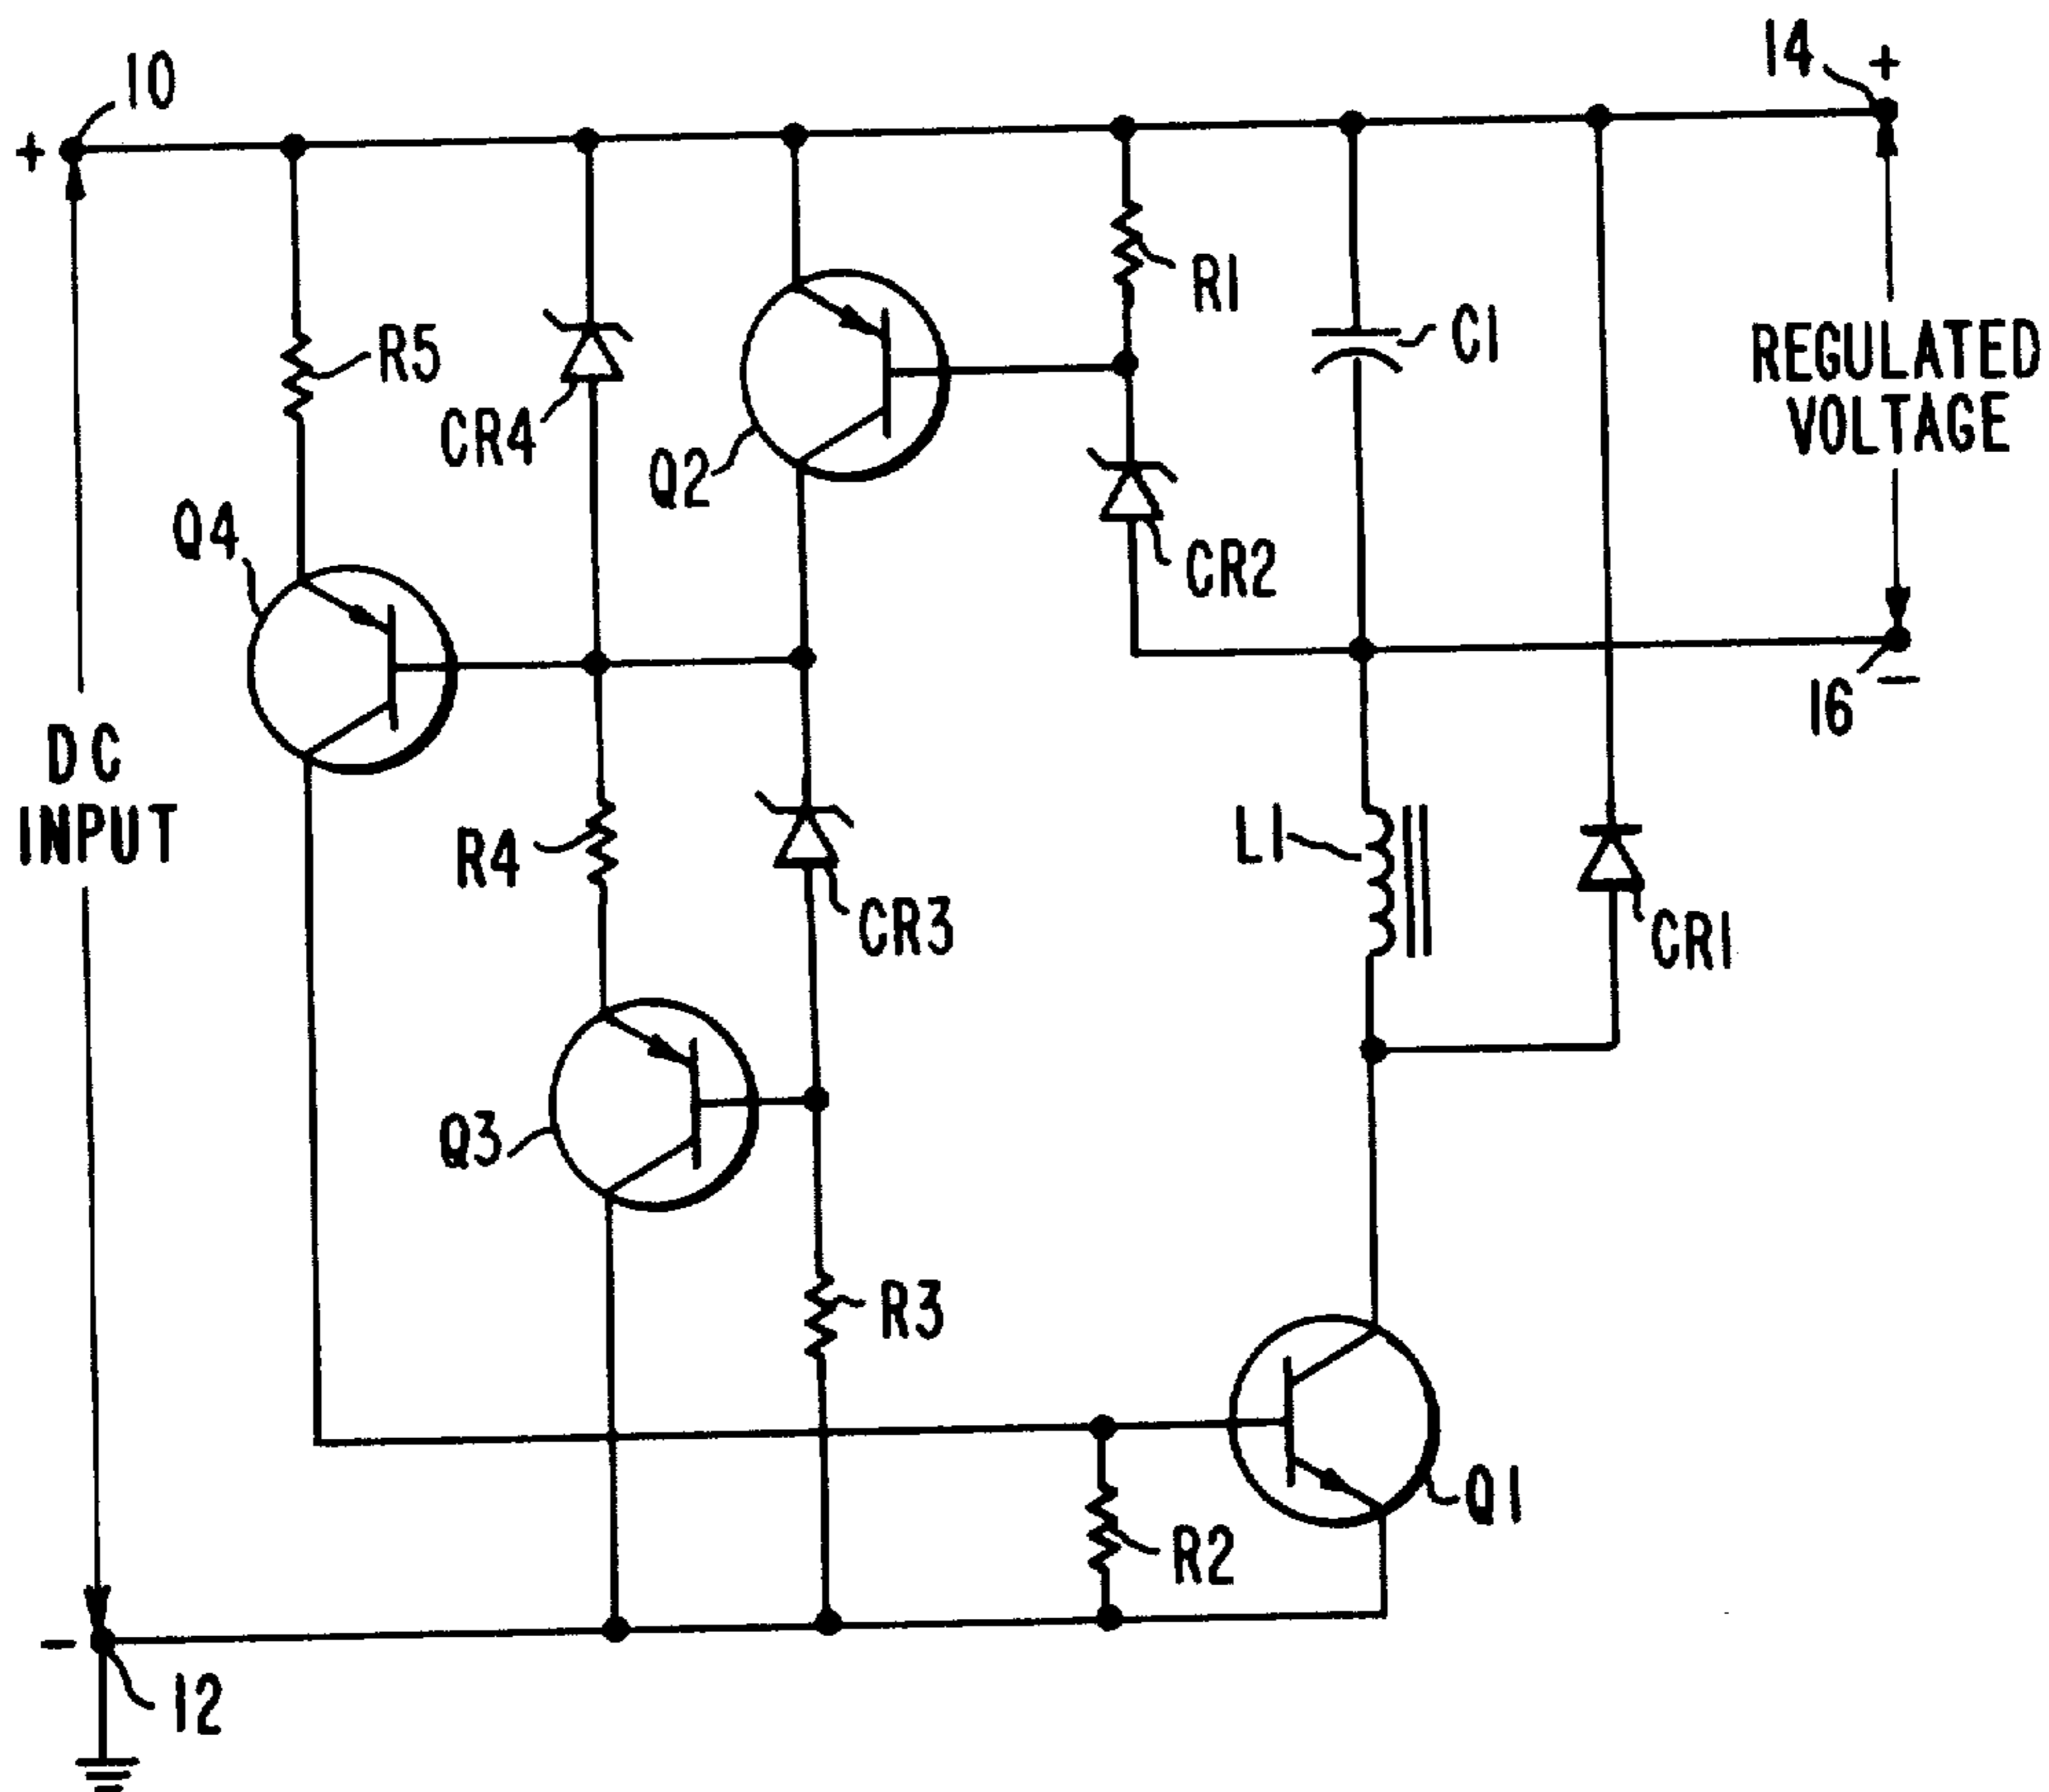 10
14
+
+
R1
C1
R5
CR4
REGULATED
VOLTAGE
Q2
Q4
CR2
16
−
DC
INPUT
R4
L1
CR3
CR1
Q3
R3
Q1
R2
−
12